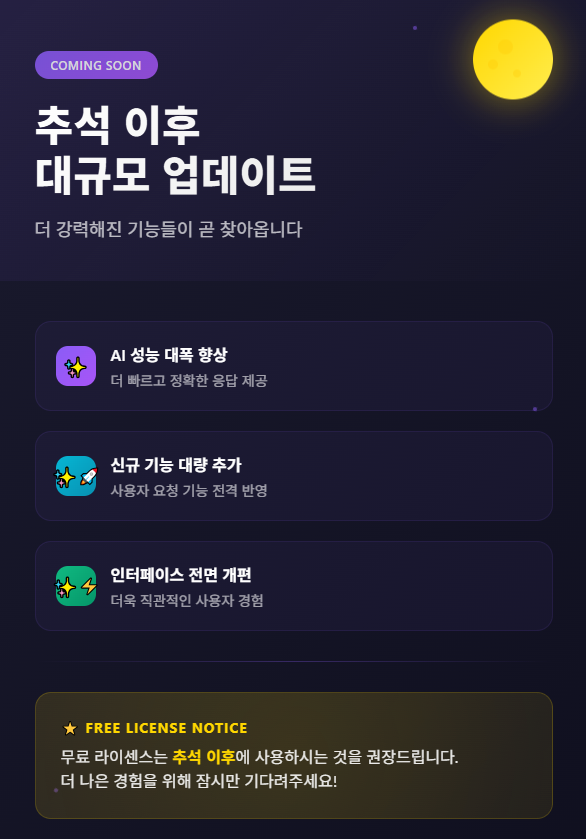 COMING SOON
추석 이후
대규모 업데이트
더 강력해진 기능들이 곧 찾아옵니다
AI 성능 대폭 향상
더 빠르고 정확한 응답 제공
신규 기능 대량 추가
사용자 요청 기능 전격 반영
인터페이스 전면 개편
더욱 직관적인 사용자 경험
FREE LICENSE NOTICE
무료 라이센스는 추석 이후에 사용하시는 것을 권장드립니다.
더 나은 경험을 위해 잠시만 기다려주세요!